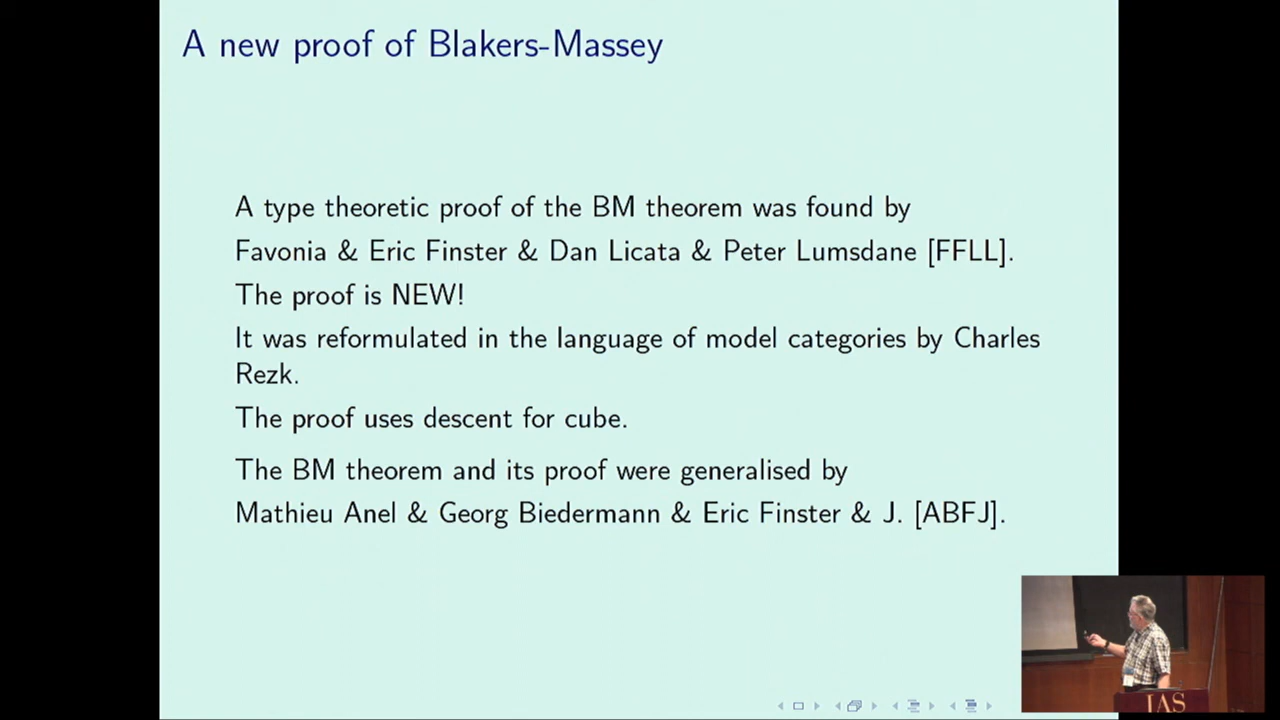 A new proof of Blakers-Massey
A type theoretic proof of the BM theorem was found by
Favonia & Eric Finster & Dan Licata & Peter Lumsdane [FFLL].
The proof is NEW!
It was reformulated in the language of model categories by Charles
Rezk.
The proof uses descent for cube.
The BM theorem and its proof were generalised by
Mathieu Anel & Georg Biedermann & Eric Finster & J. [ABFJ].
IAS